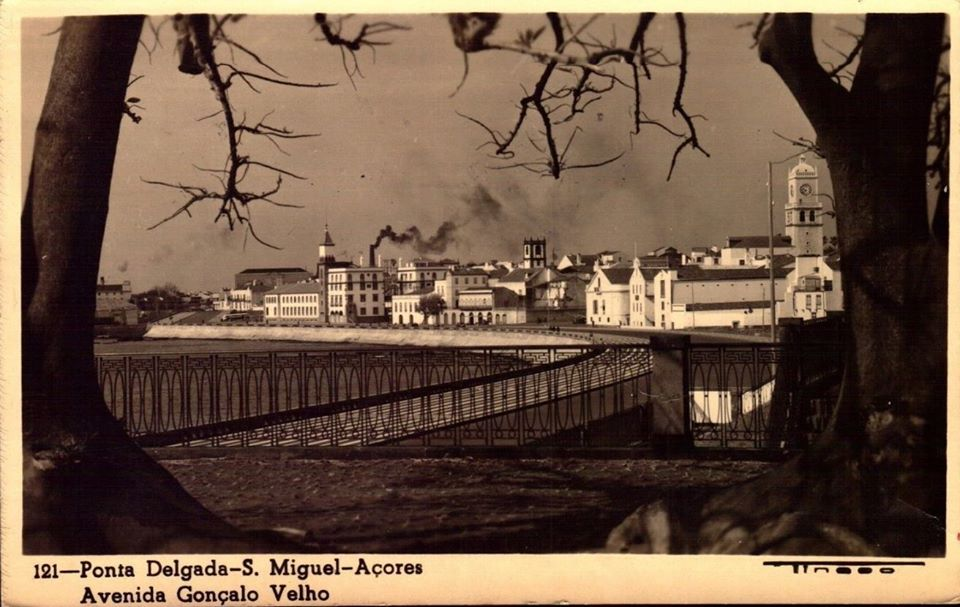 121—Ponta Delgada-S. Miguel-Açores
Avenida Gonçalo Velho